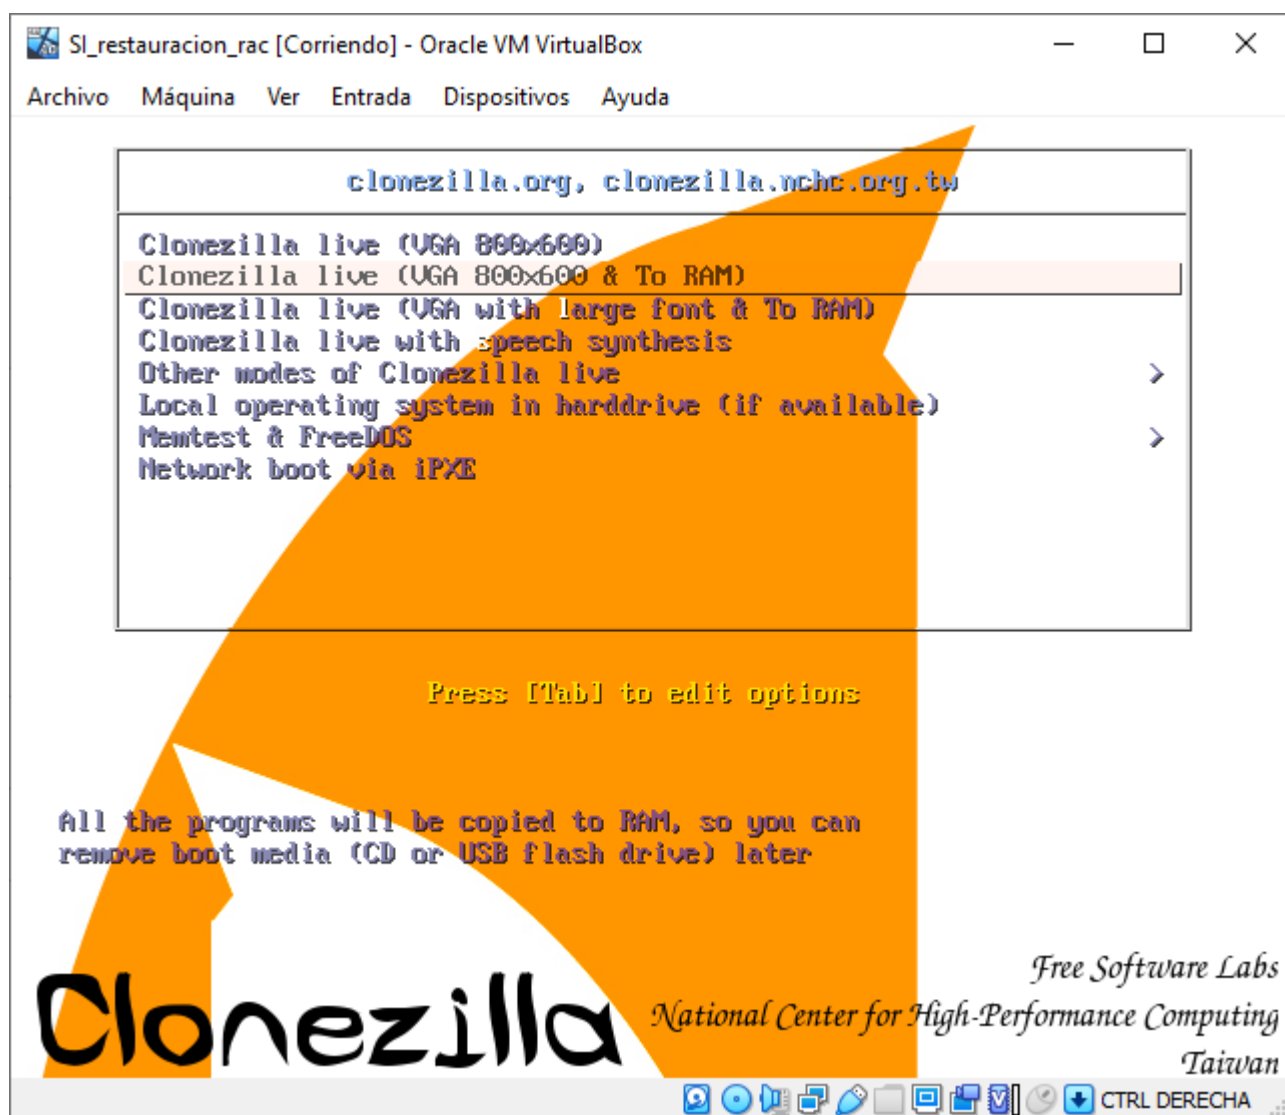 SI_restauracion_rac [Corriendo] - Oracle VM VirtualBox
Archivo Máquina Ver Entrada Dispositivos Ayuda
clonezilla.org, clonezilla.nchc.org.tw
Clonezilla live (VGA 800x600)
Clonezilla live (VGA 800x600 & To RAM)
Clonezilla live (VGA with large font & To RAM)
Clonezilla live with speech synthesis
Other modes of Clonezilla live >
Local operating system in harddrive (if available)
Memtest & FreeDOS >
Network boot via iPXE
Press [Tab] to edit options
All the programs will be copied to RAM, so you can
remove boot media (CD or USB flash drive) later
Clonezilla
Free Software Labs
National Center for High-Performance Computing
Taiwan
CTRL DERECHA